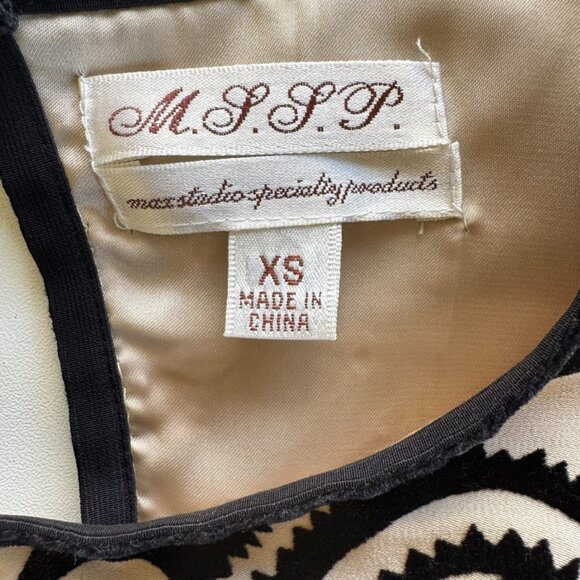 M.S.S.P.
max studio specialty products
XS
MADE IN
CHINA